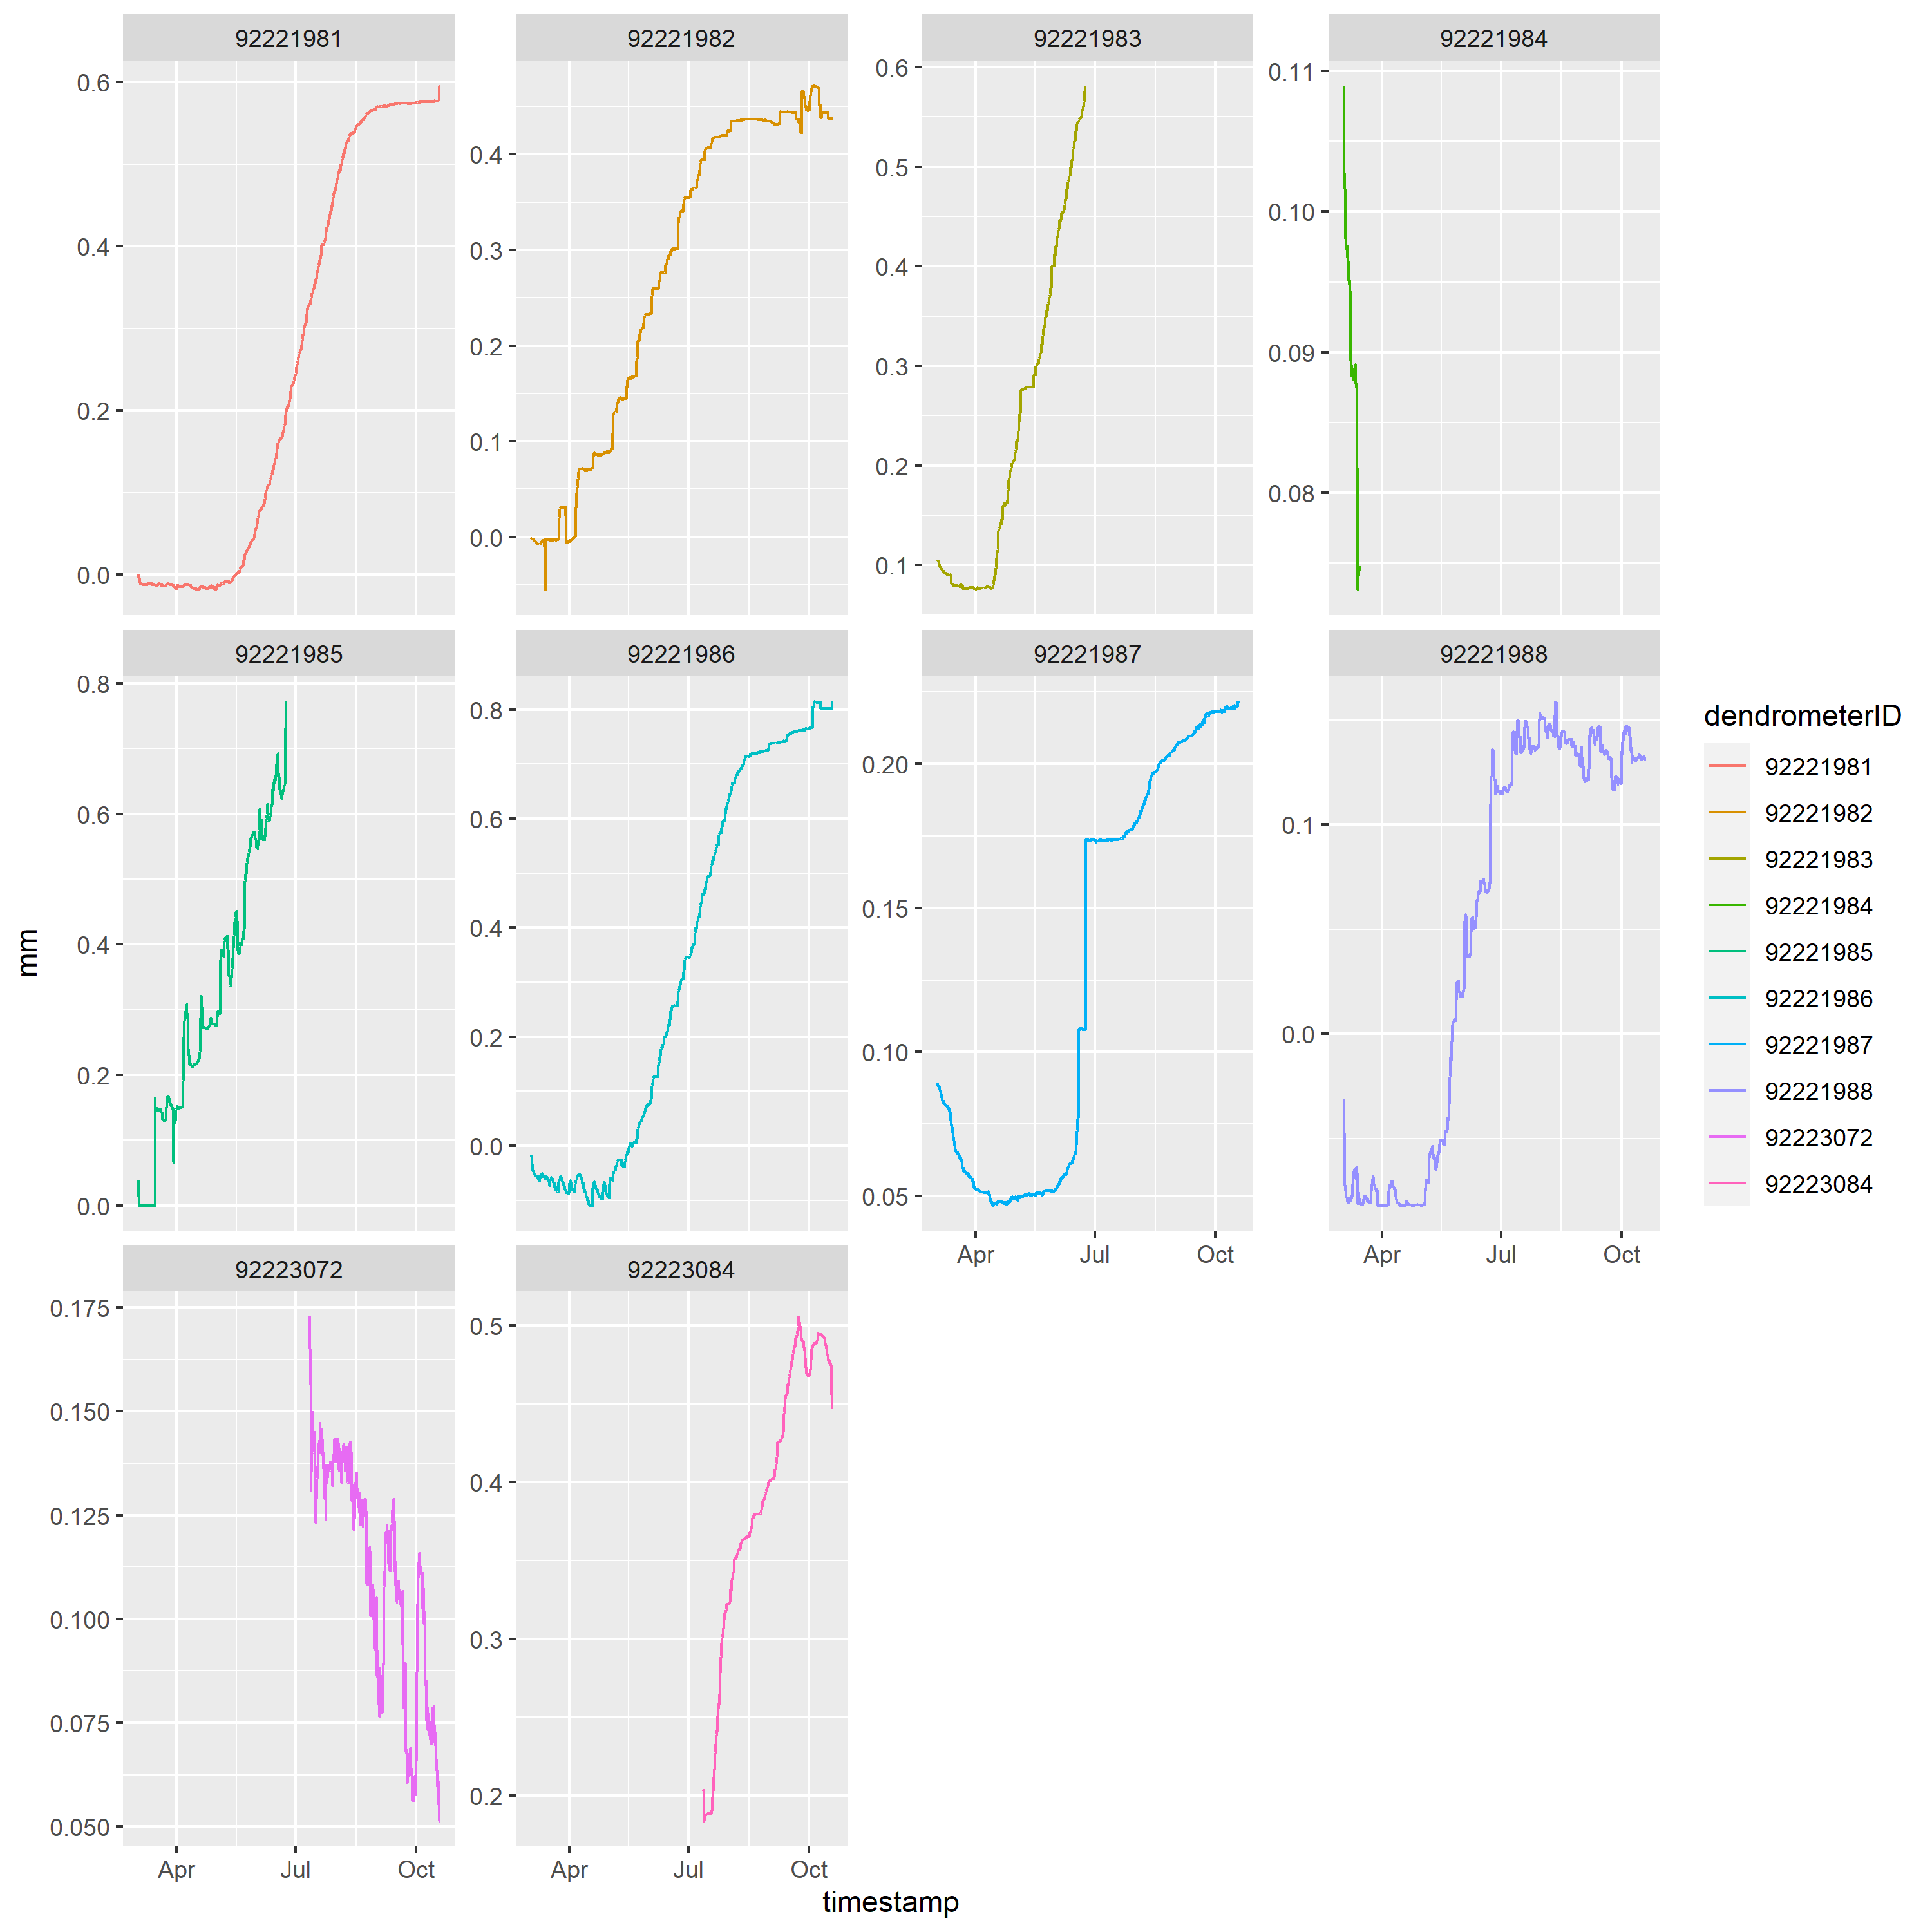 92221981 92221982 92221983 92221984
0.6 0.4 0.2 0.0
0.4 0.3 0.2 0.1 0.0
0.6 0.5 0.4 0.3 0.2 0.1
0.11 0.10 0.09 0.08
92221985 92221986 92221987 92221988
0.8 0.6 0.4 0.2 0.0
0.8 0.6 0.4 0.2 0.0
0.20 0.15 0.10 0.05
0.1 0.0
Apr Jul Oct
Apr Jul Oct
92223072 92223084
0.175 0.150 0.125 0.100 0.075 0.050
0.5 0.4 0.3 0.2
Apr Jul Oct
Apr Jul Oct
timestamp
mm
dendrometerID
92221981
92221982
92221983
92221984
92221985
92221986
92221987
92221988
92223072
92223084